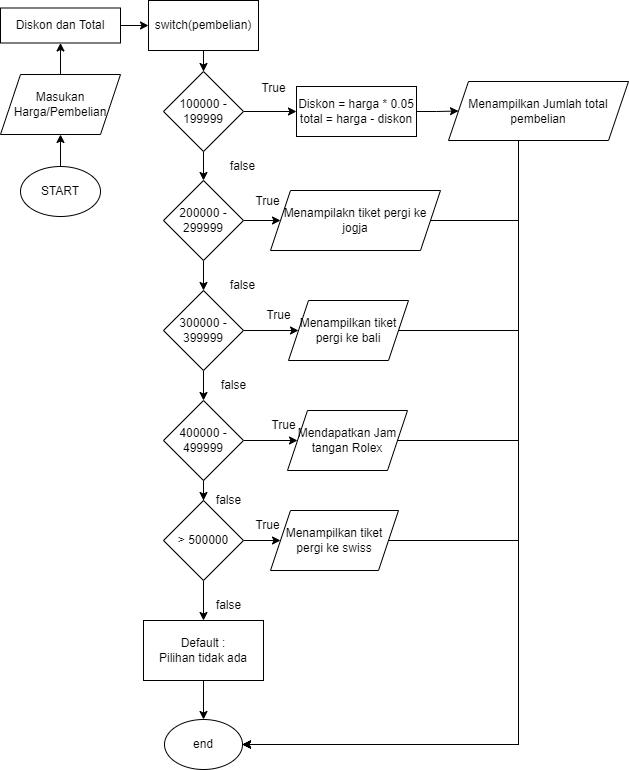 Diskon dan Total
switch(pembelian)
Masukan
Harga/Pembelian
START
100000 -
199999
True
Diskon = harga * 0.05
total = harga - diskon
Menampilkan Jumlah total
pembelian
false
200000 -
299999
True
Menampilakn tiket pergi ke
jogja
false
300000 -
399999
True
Menampilkan tiket
pergi ke bali
false
400000 -
499999
True
Mendapatkan Jam
tangan Rolex
false
> 500000
True
Menampilkan tiket
pergi ke swiss
false
Default :
Pilihan tidak ada
end